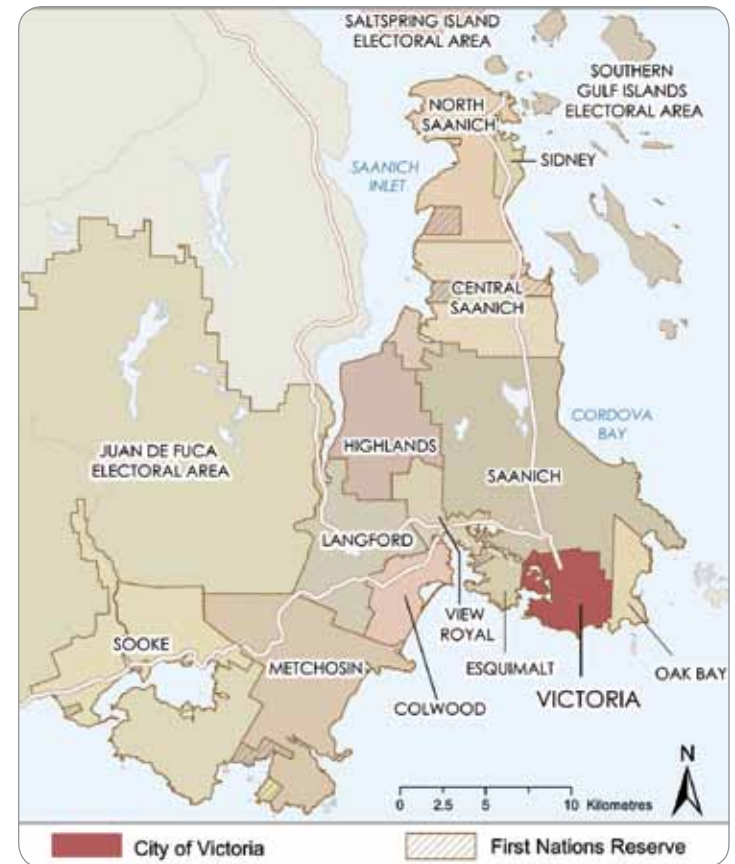 SALTSPRING ISLAND
ELECTORAL AREA
SOUTHERN
GULF ISLANDS
ELECTORAL AREA
NORTH
SAANICH
SIDNEY
SAANICH
INLET
CENTRAL
SAANICH
CORDOVA
BAY
HIGHLANDS
JUAN DE FUCA
ELECTORAL AREA
SAANICH
LANGFORD
VIEW
ROYAL
SOOKE
METCHOSIN
ESQUIMALT
OAK BAY
COLWOOD
VICTORIA
N
0 2.5 5 10 Kilometres
City of Victoria
First Nations Reserve